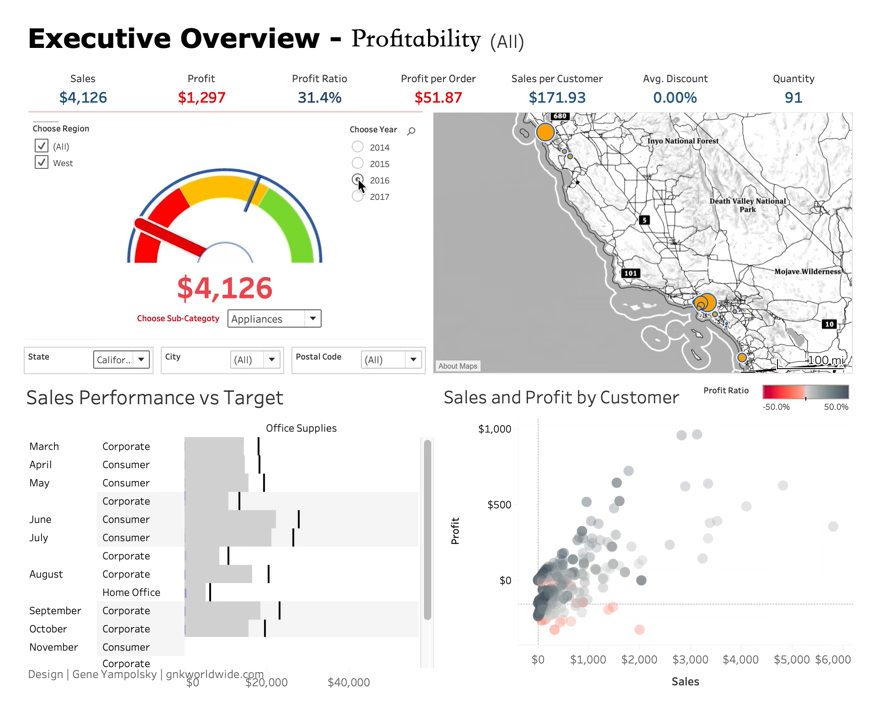 Executive Overview - Profitability (All)
Sales Profit Profit Ratio Profit per Order Sales per Customer Avg. Discount Quantity
$4,126 $1,297 31.4% $51.87 $171.93 0.00% 91
Choose Region
(All)
West
Choose Year
2014
2015
2016
2017
$4,126
Choose Sub-Categoty Appliances
State Califor.. City (All) Postal Code (All)
680
Inyo National Forest
Death Valley National
Park
5
101
Mojave Wilderness
10
100 mi
About Maps
Sales Performance vs Target
Office Supplies
March Corporate
April Consumer
May Consumer
Corporate
June Consumer
July Consumer
Corporate
August Corporate
Home Office
September Corporate
October Corporate
November Consumer
Corporate
$0 $20,000 $40,000
Design | Gene Yampolsky | gnkworldwide.com
Sales and Profit by Customer
Profit Ratio
-50.0% 50.0%
$1,000
$500
$0
Profit
$0 $1,000 $2,000 $3,000 $4,000 $5,000 $6,000
Sales